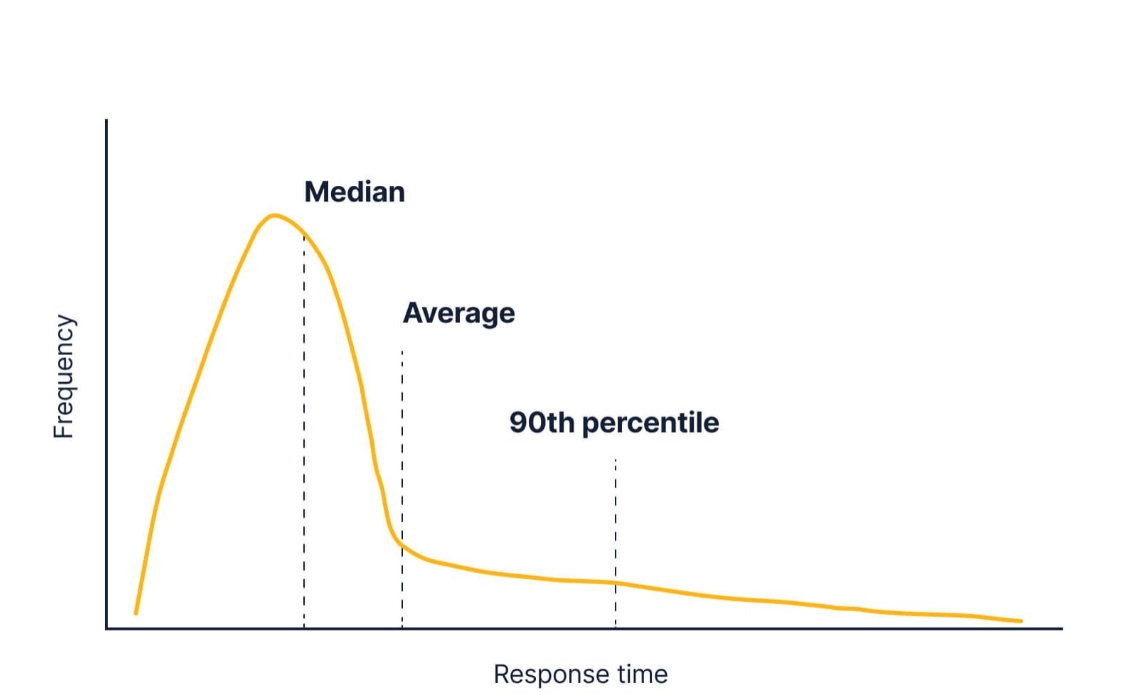 Median
Average
90th percentile
Frequency
Response time